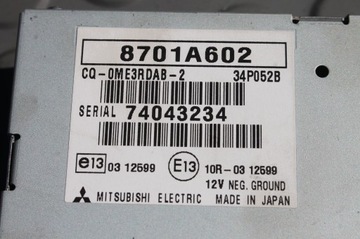 8701A602
CQ-0ME3RDAB-2 34P052B
SERIAL 74043234
e13 03 12599 E13 10R-03 12599
12V NEG. GROUND
MITSUBISHI ELECTRIC MADE IN